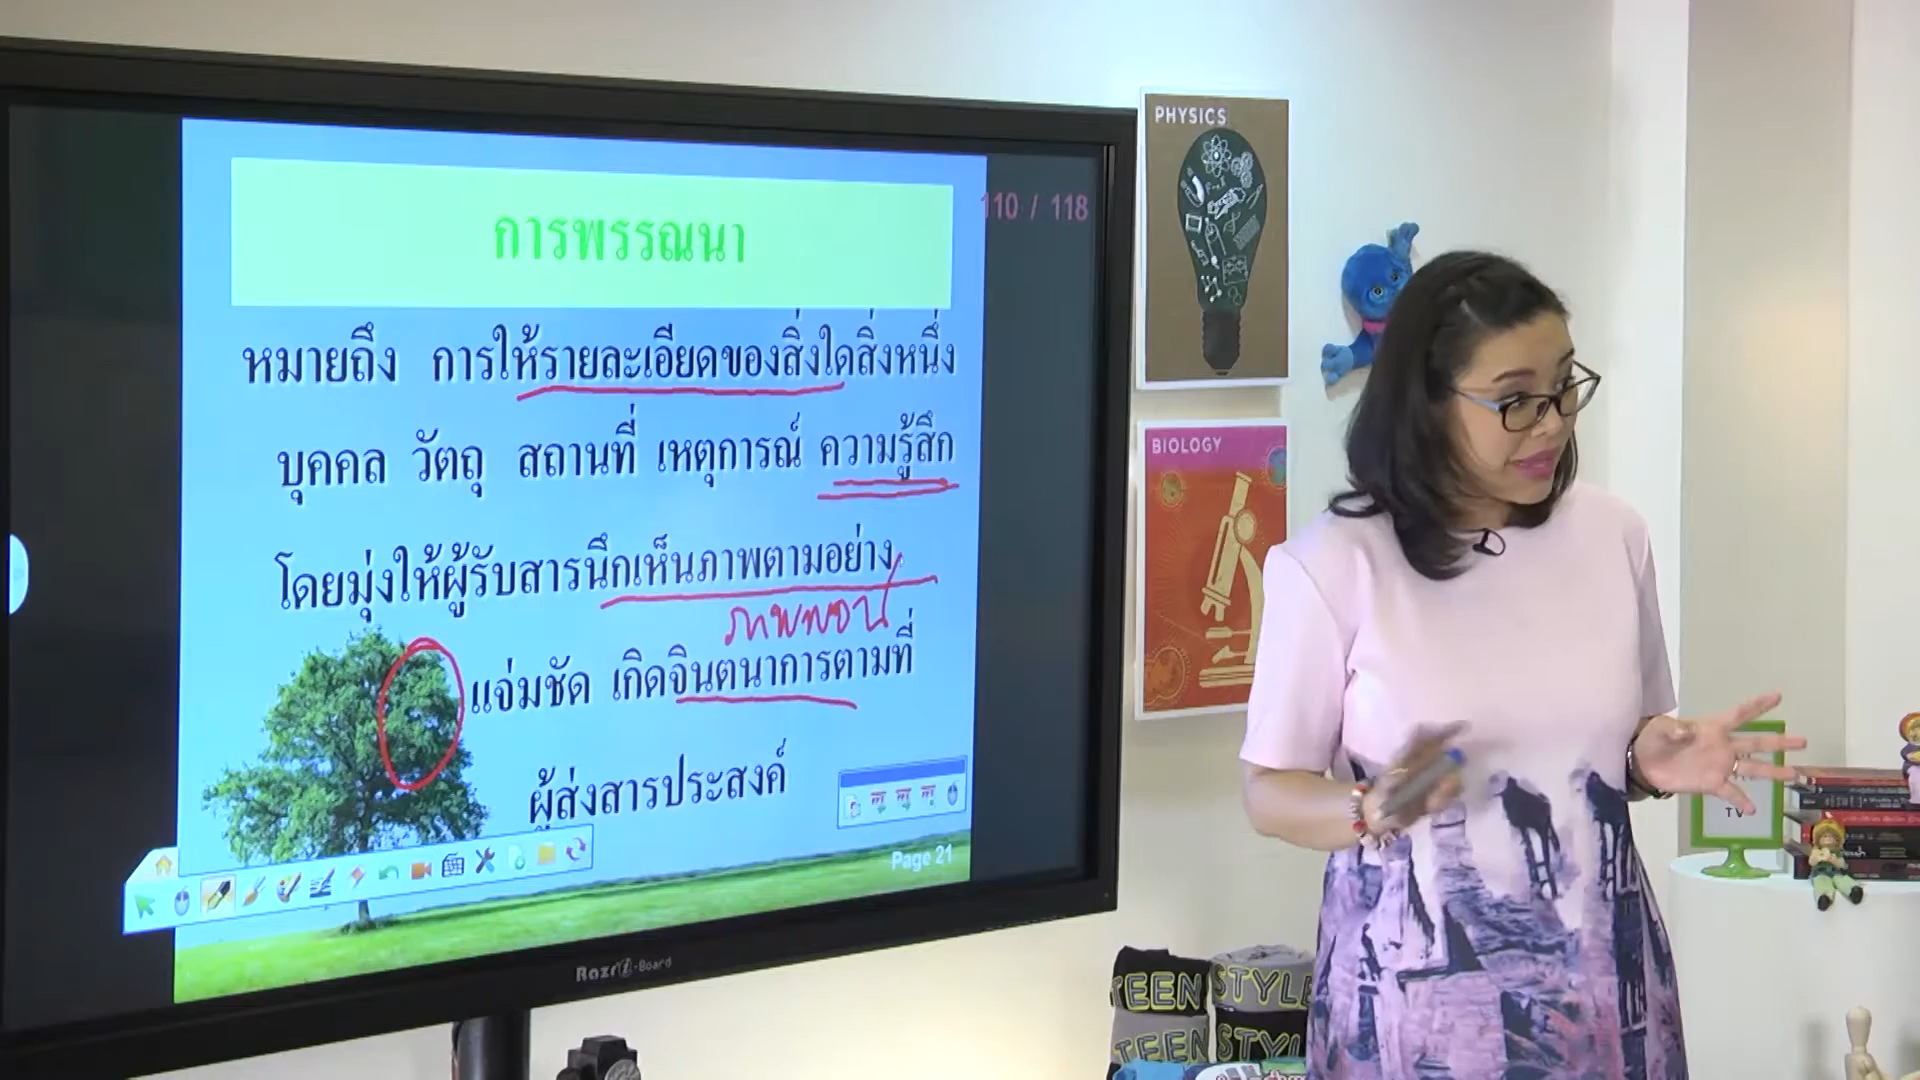 การพรรณนา
110 / 118
หมายถึง การให้รายละเอียดของสิ่งใดสิ่งหนึ่ง
บุคคล วัตถุ สถานที่ เหตุการณ์ ความรู้สึก
โดยมุ่งให้ผู้รับสารนึกเห็นภาพตามอย่าง
แจ่มชัด เกิดจินตนาการตามที่
ผู้ส่งสารประสงค์
Page 21
Razr i-Board
PHYSICS
BIOLOGY
TV
TEEN STYLE
TEEN STYL